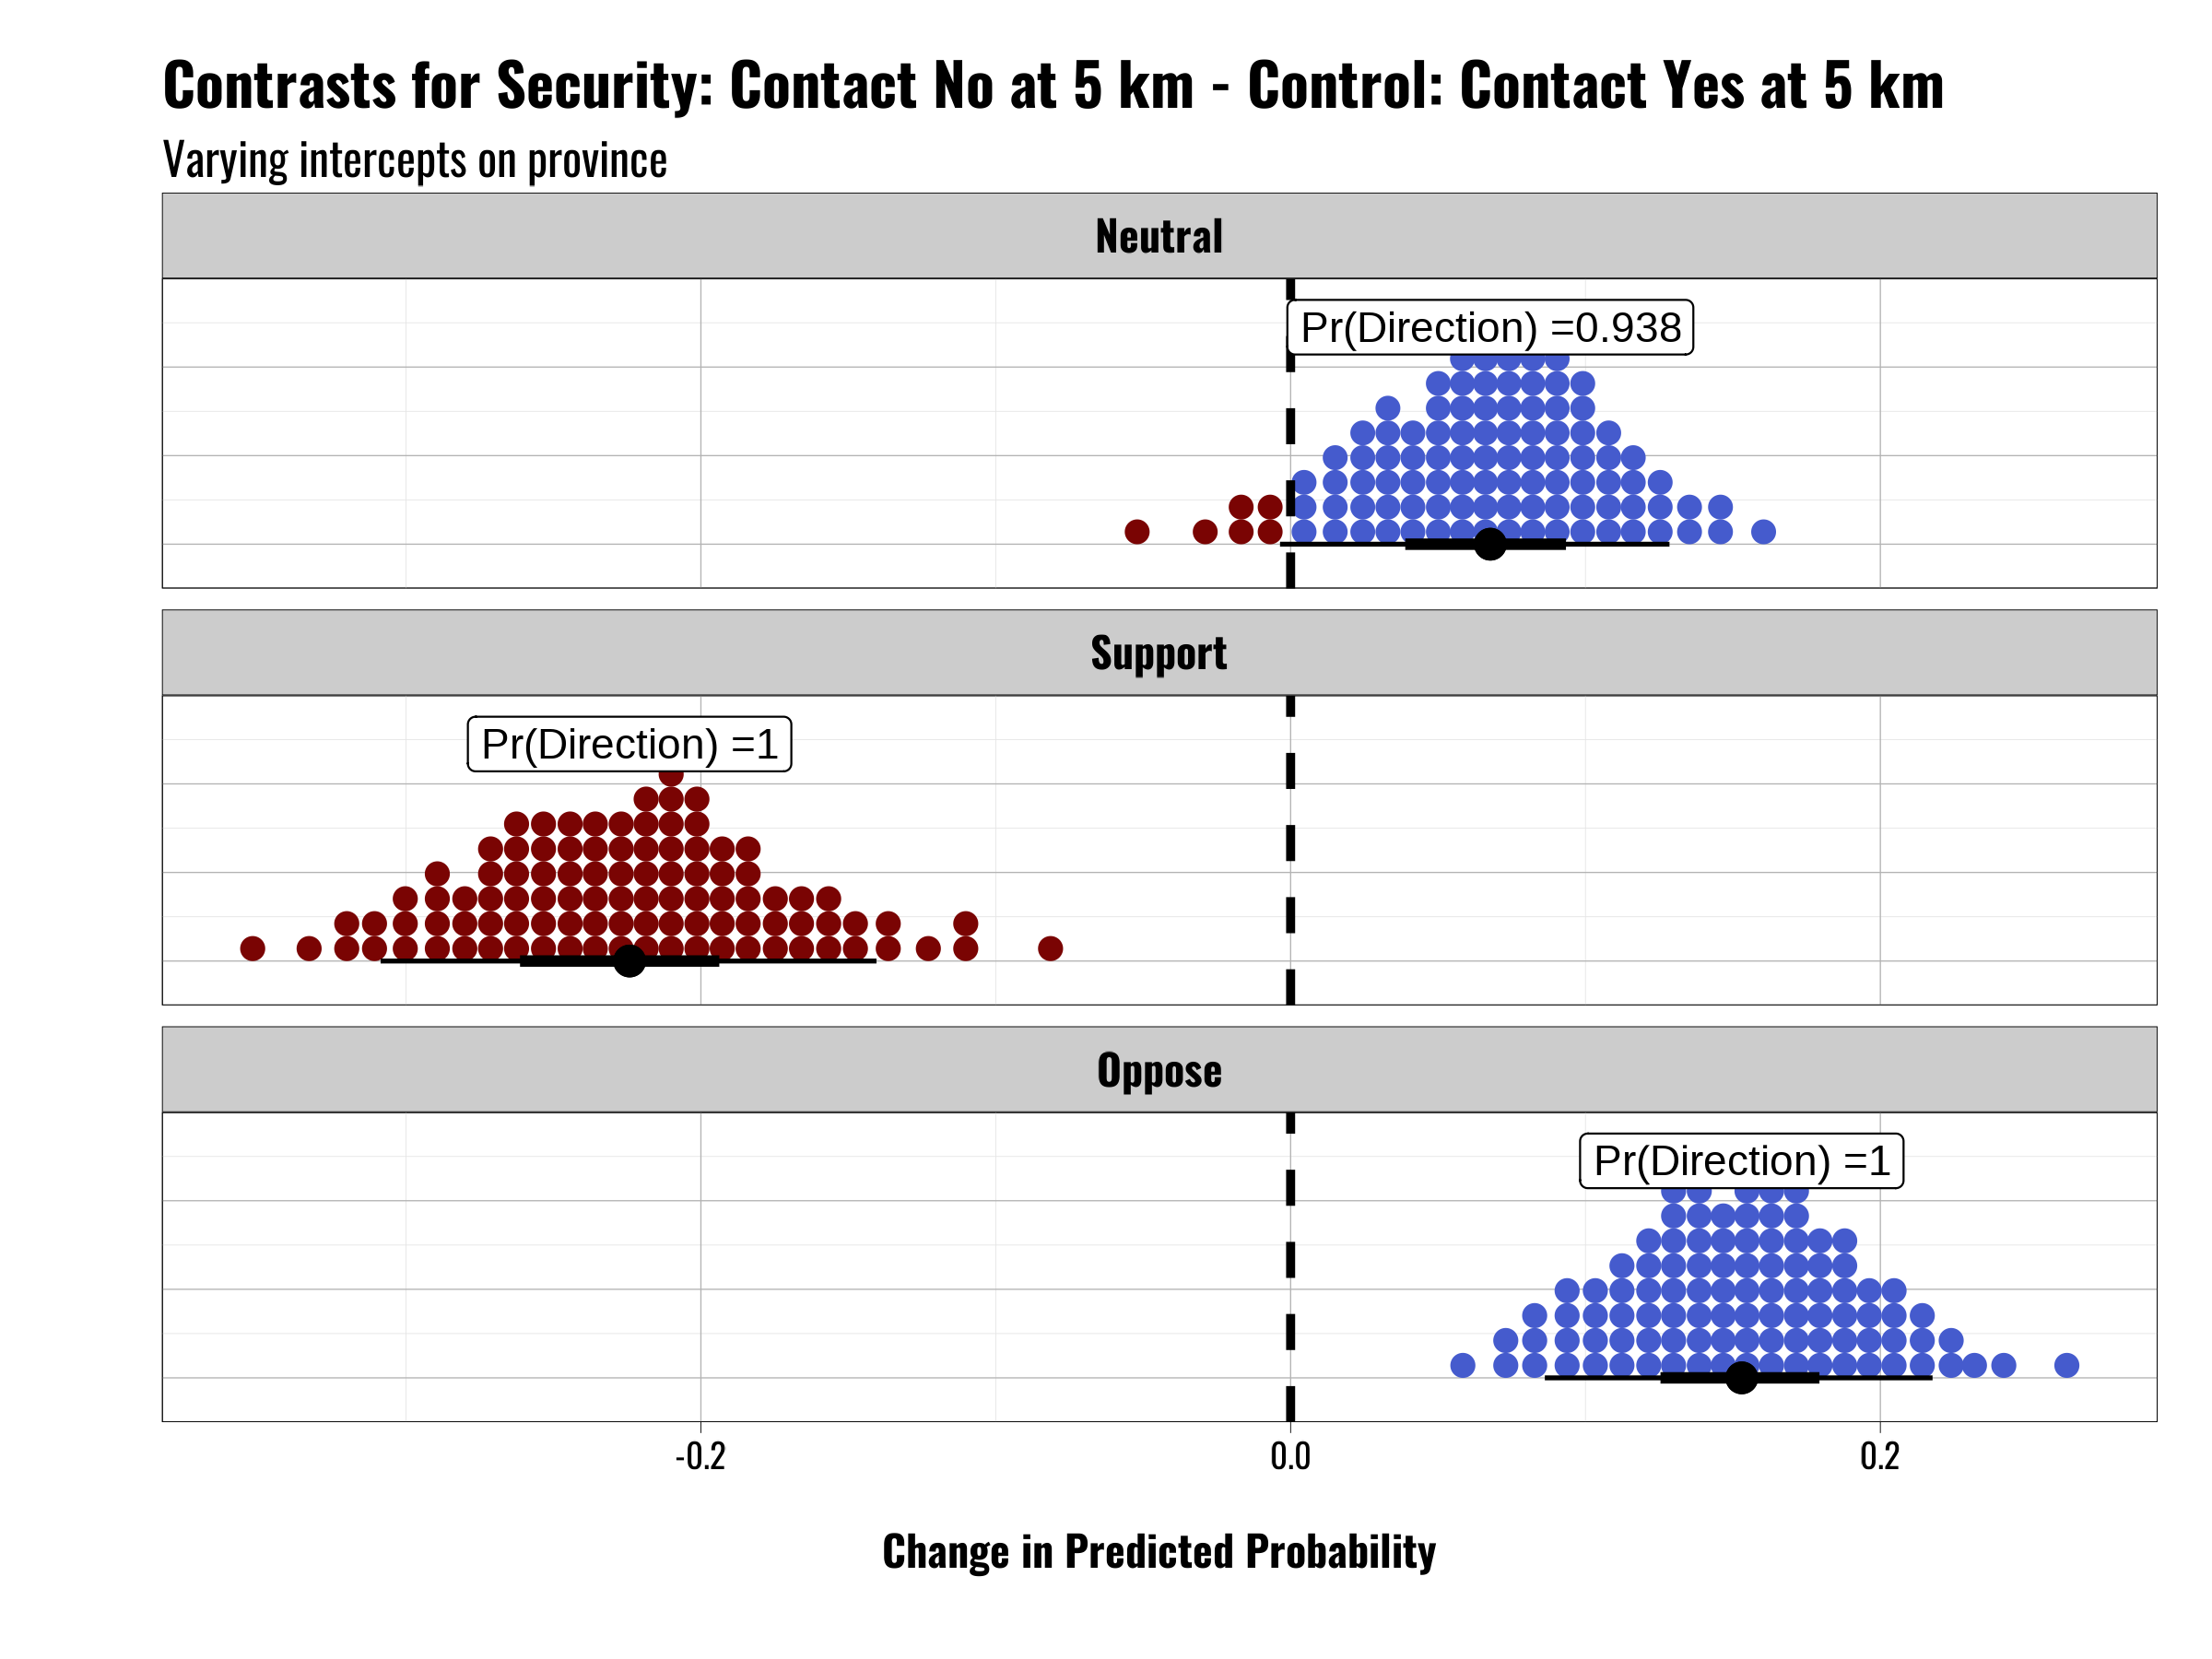 Contrasts for Security: Contact No at 5 km - Control: Contact Yes at 5 km
Varying intercepts on province
Neutral
Pr(Direction) =0.938
Support
Pr(Direction) =1
Oppose
Pr(Direction) =1
-0.2 0.0 0.2
Change in Predicted Probability